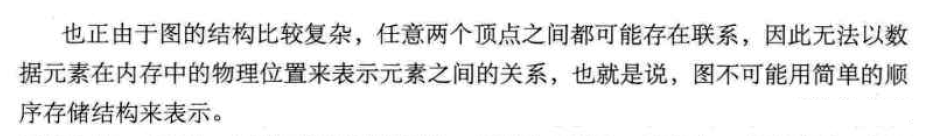 也正由于图的结构比较复杂，任意两个顶点之间都可能存在联系，因此无法以数
据元素在内存中的物理位置来表示元素之间的关系，也就是说，图不可能用简单的顺
序存储结构来表示。